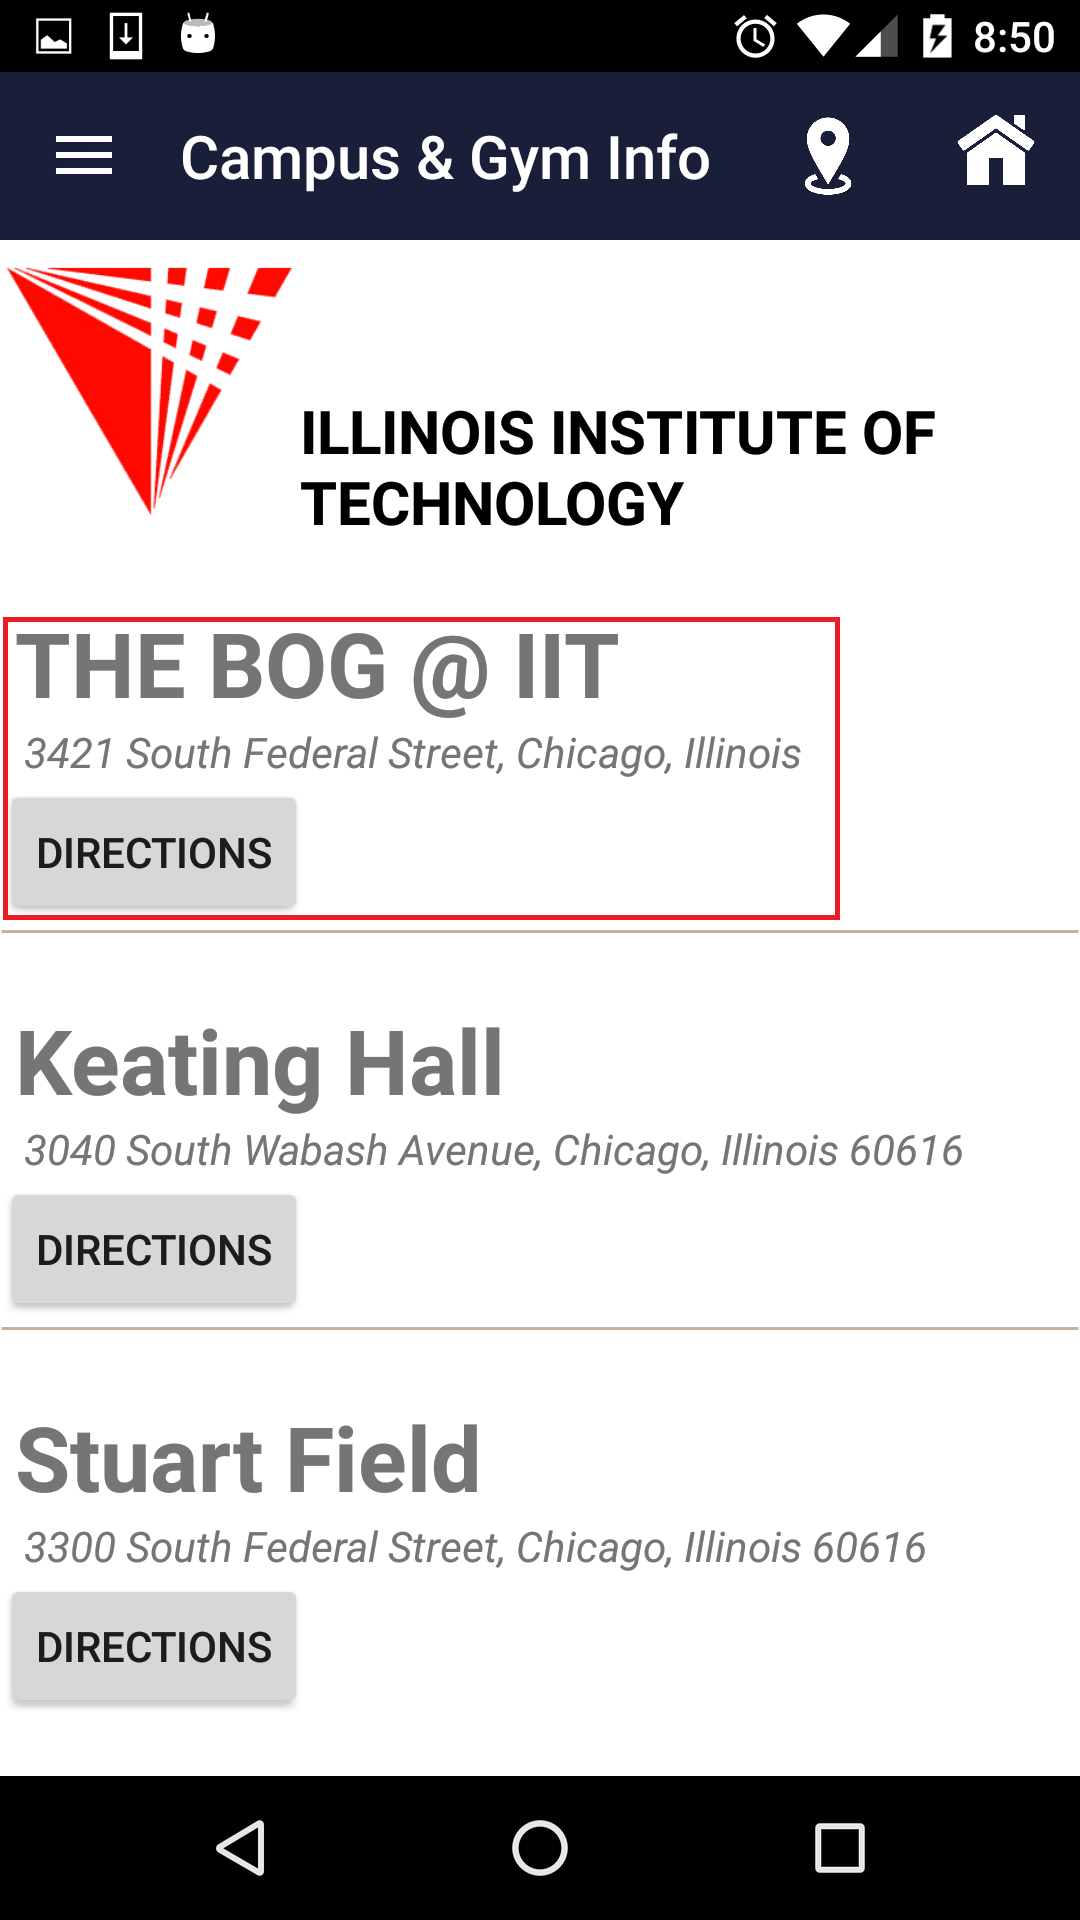 8:50
Campus & Gym Info
ILLINOIS INSTITUTE OF
TECHNOLOGY
THE BOG @ IIT
3421 South Federal Street, Chicago, Illinois
DIRECTIONS
Keating Hall
3040 South Wabash Avenue, Chicago, Illinois 60616
DIRECTIONS
Stuart Field
3300 South Federal Street, Chicago, Illinois 60616
DIRECTIONS